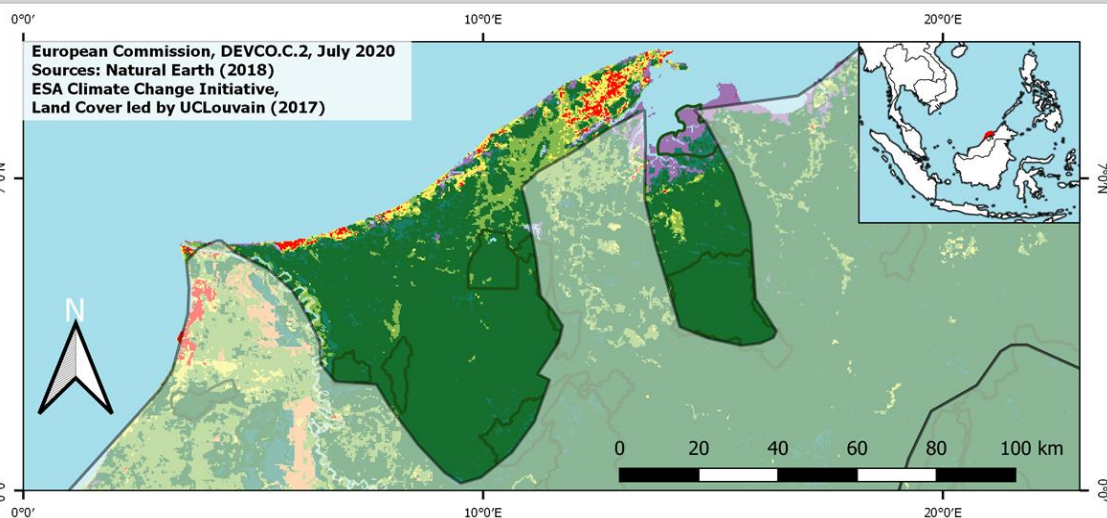 0°0' 10°0'E 20°0'E
European Commission, DEVCO.C.2, July 2020
Sources: Natural Earth (2018)
ESA Climate Change Initiative,
Land Cover led by UCLouvain (2017)
N
0 20 40 60 80 100 km
0°0' 10°0'E 20°0'E